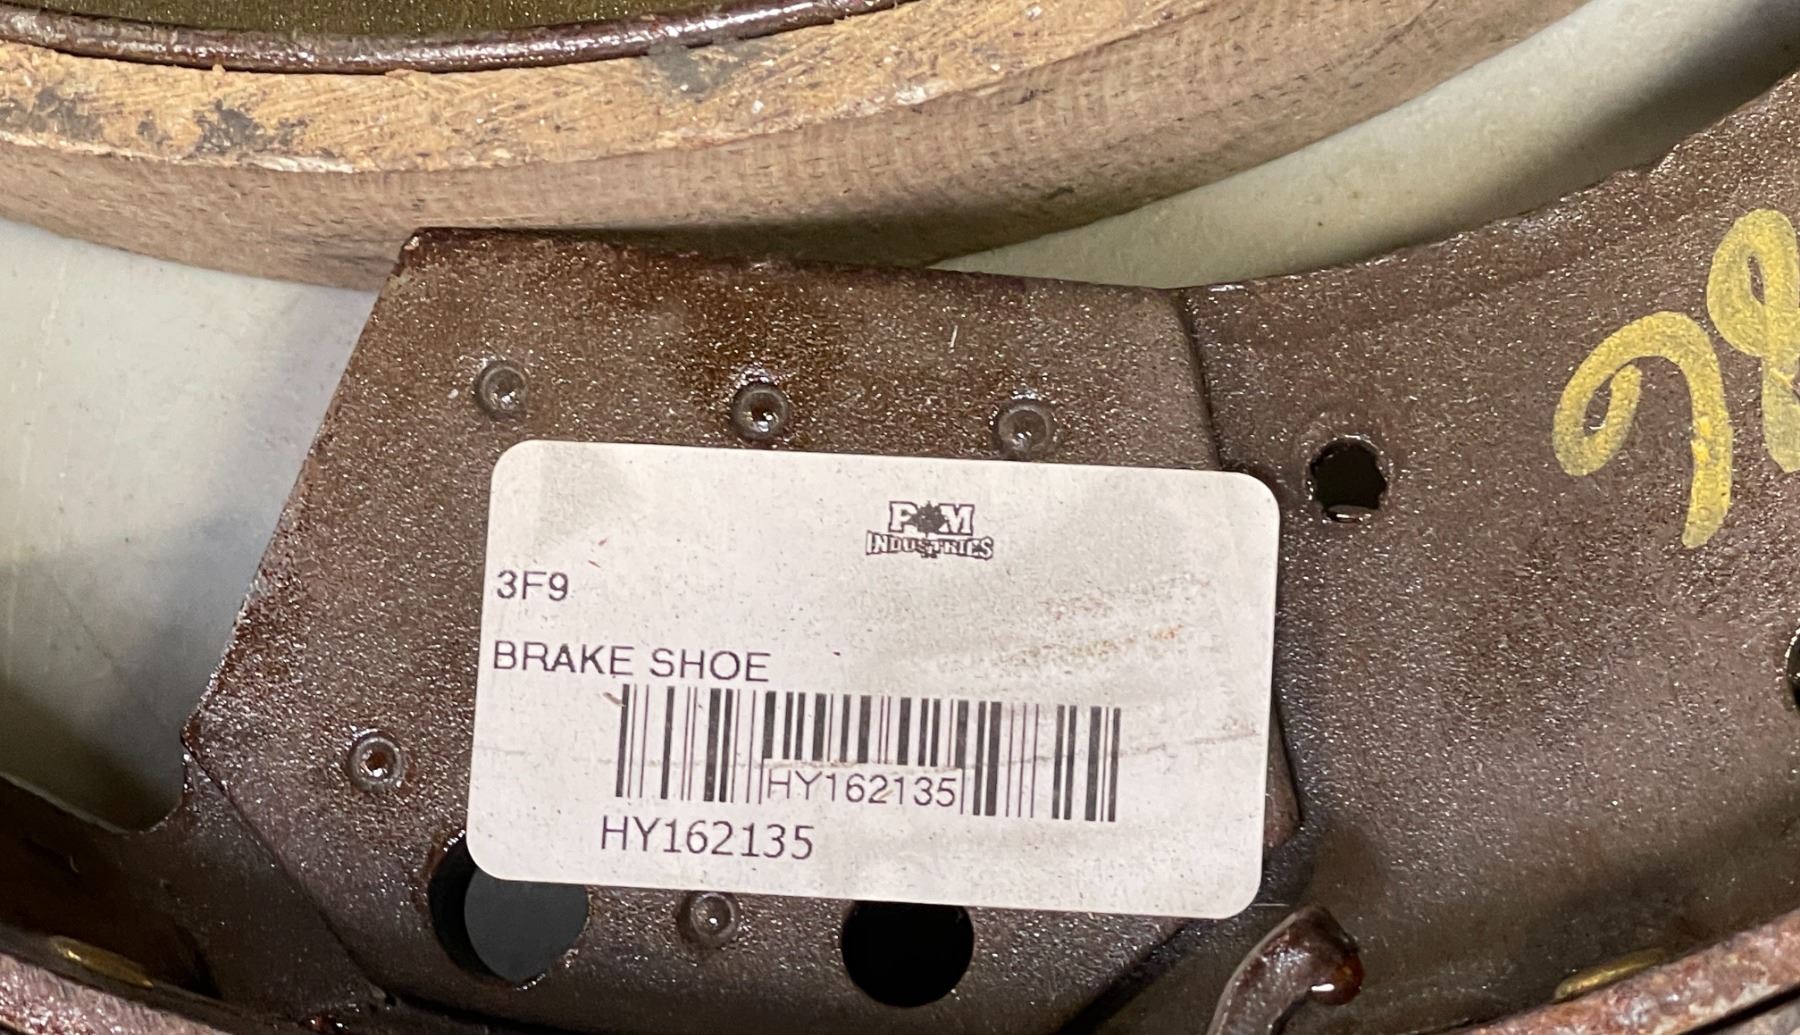 P M
INDUSTRIES
3F9
BRAKE SHOE
HY162135
HY162135